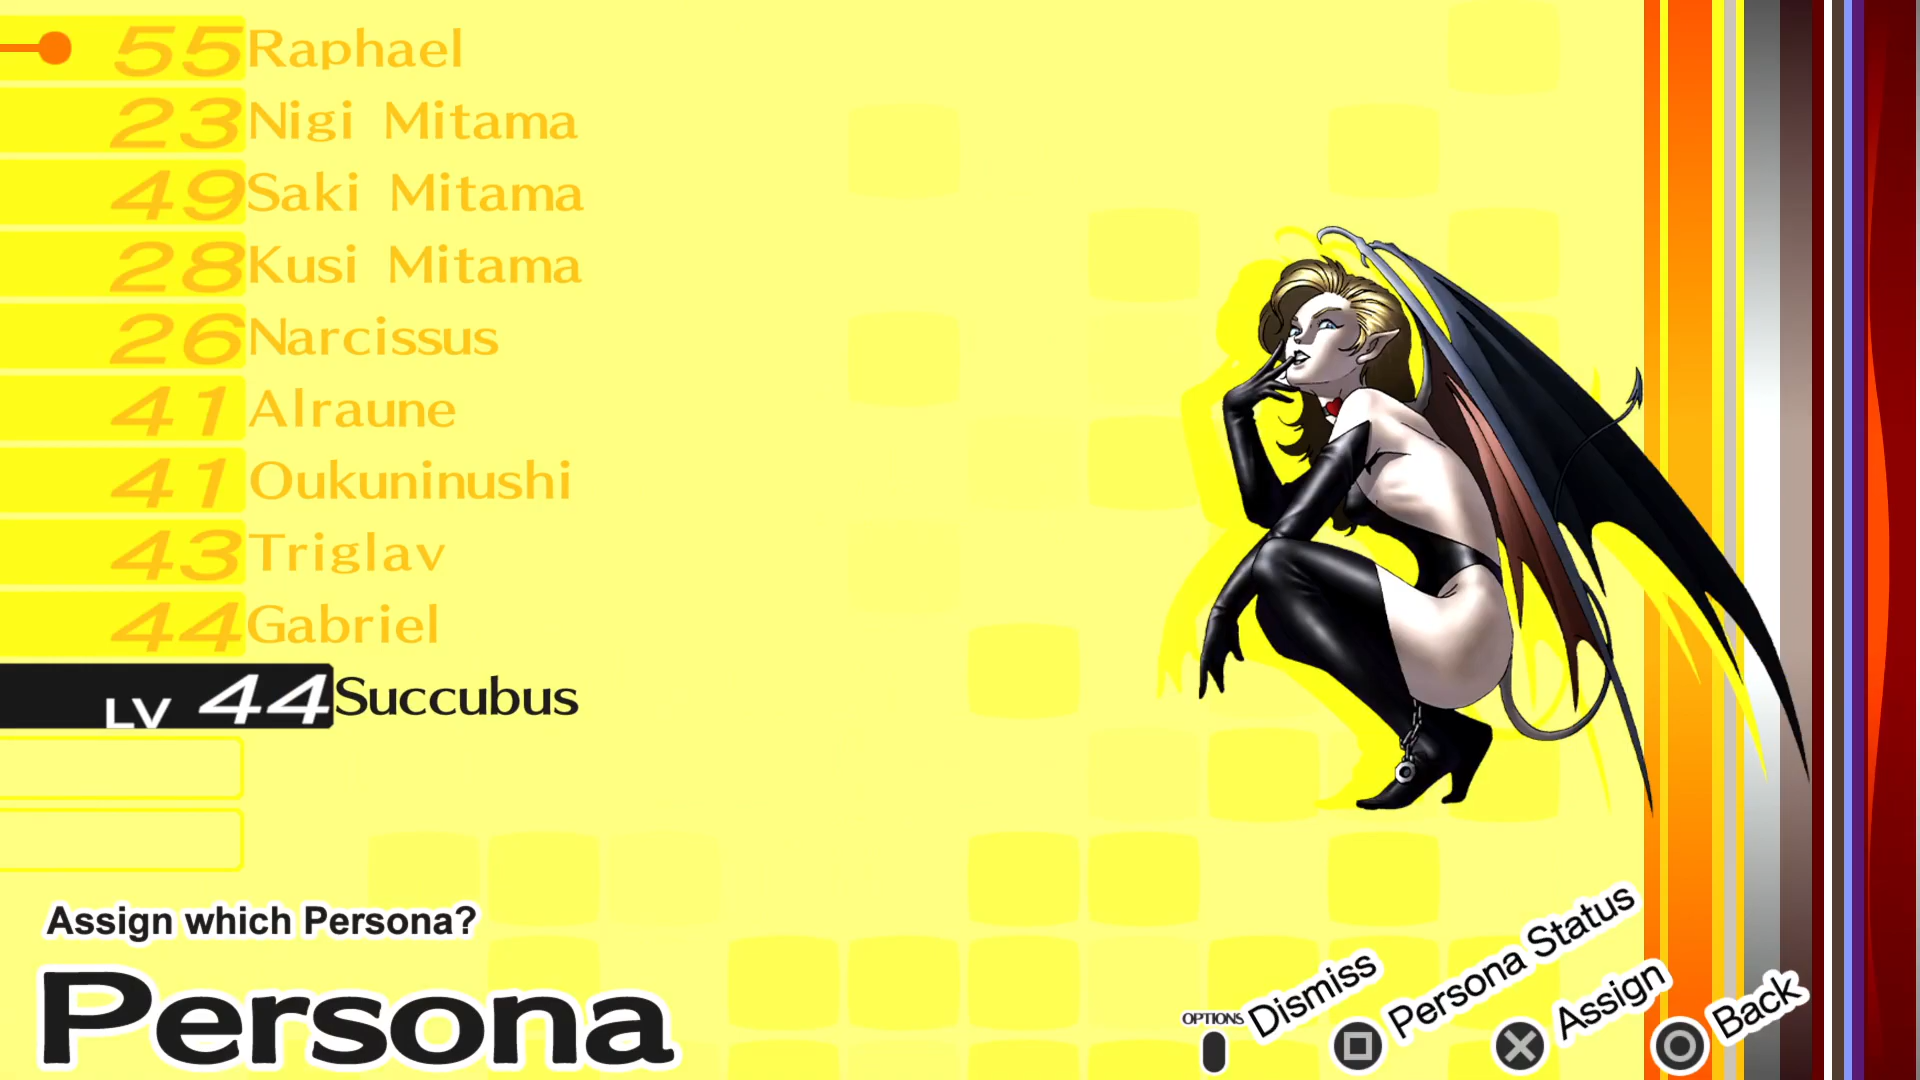 55 Raphael
23 Nigi Mitama
49 Saki Mitama
28 Kusi Mitama
26 Narcissus
41 Alraune
41 Oukuninushi
43 Triglav
44 Gabriel
LV 44 Succubus
Assign which Persona?
Persona
OPTIONS Dismiss
Persona Status
Assign
Back